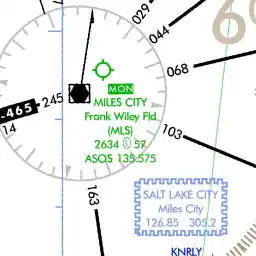 029
044
068
MON
MILES CITY
Frank Wiley Fld
(MLS)
2634 57
ASOS 135.575
-465
245
14
103
163
SALT LAKE CITY
Miles City
126.85 305.2
KNRLY